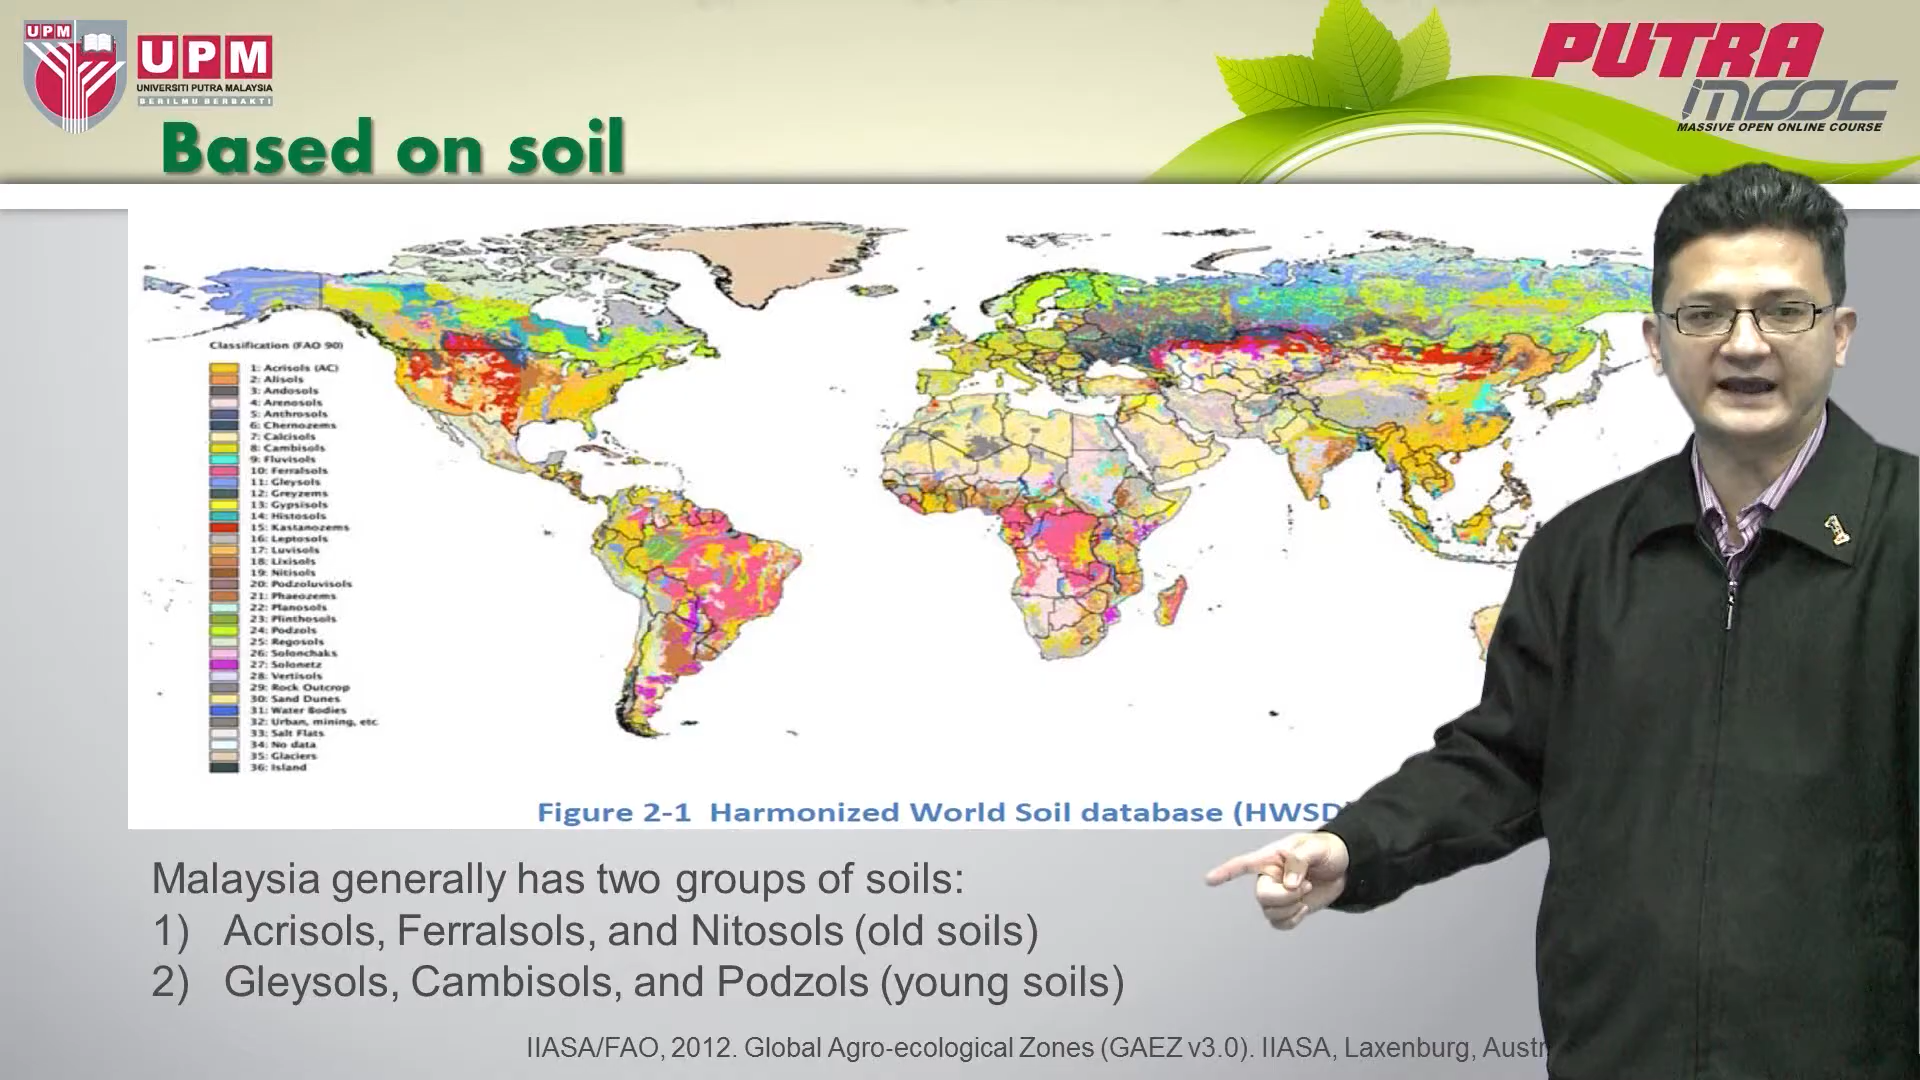 UPM
UPM
UNIVERSITI PUTRA MALAYSIA
BERILMU BERBAKTI
PUTRA
mooc
MASSIVE OPEN ONLINE COURSE
Based on soil
Classification (FAO 90)
1: Acrisols (AC)
2: Alisols
3: Andosols
4: Arenosols
5: Anthrosols
6: Chernozems
7: Calcisols
8: Cambisols
9: Fluvisols
10: Ferralsols
11: Gleysols
12: Greyzems
13: Gypsisols
14: Histosols
15: Kastanozems
16: Leptosols
17: Luvisols
18: Lixisols
19: Nitisols
20: Podzoluvisols
21: Phaeozems
22: Planosols
23: Plinthosols
24: Podzols
25: Regosols
26: Solonchaks
27: Solonetz
28: Vertisols
29: Rock Outcrop
30: Sand Dunes
31: Water Bodies
32: Urban, mining, etc
33: Salt Flats
34: No data
35: Glaciers
36: Island
Figure 2-1 Harmonized World Soil database (HWSD)
Malaysia generally has two groups of soils:
1) Acrisols, Ferralsols, and Nitosols (old soils)
2) Gleysols, Cambisols, and Podzols (young soils)
IIASA/FAO, 2012. Global Agro-ecological Zones (GAEZ v3.0). IIASA, Laxenburg, Austr